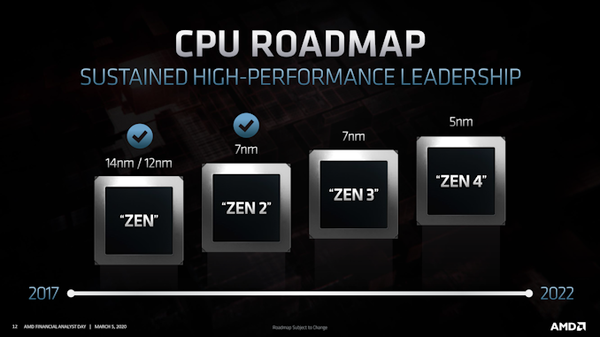 CPU ROADMAP
SUSTAINED HIGH-PERFORMANCE LEADERSHIP
14nm / 12nm
7nm
7nm
5nm
"ZEN"
"ZEN 2"
"ZEN 3"
"ZEN 4"
2017
2022
12 AMD FINANCIAL ANALYST DAY | MARCH 5, 2020
Roadmap Subject to Change
AMD